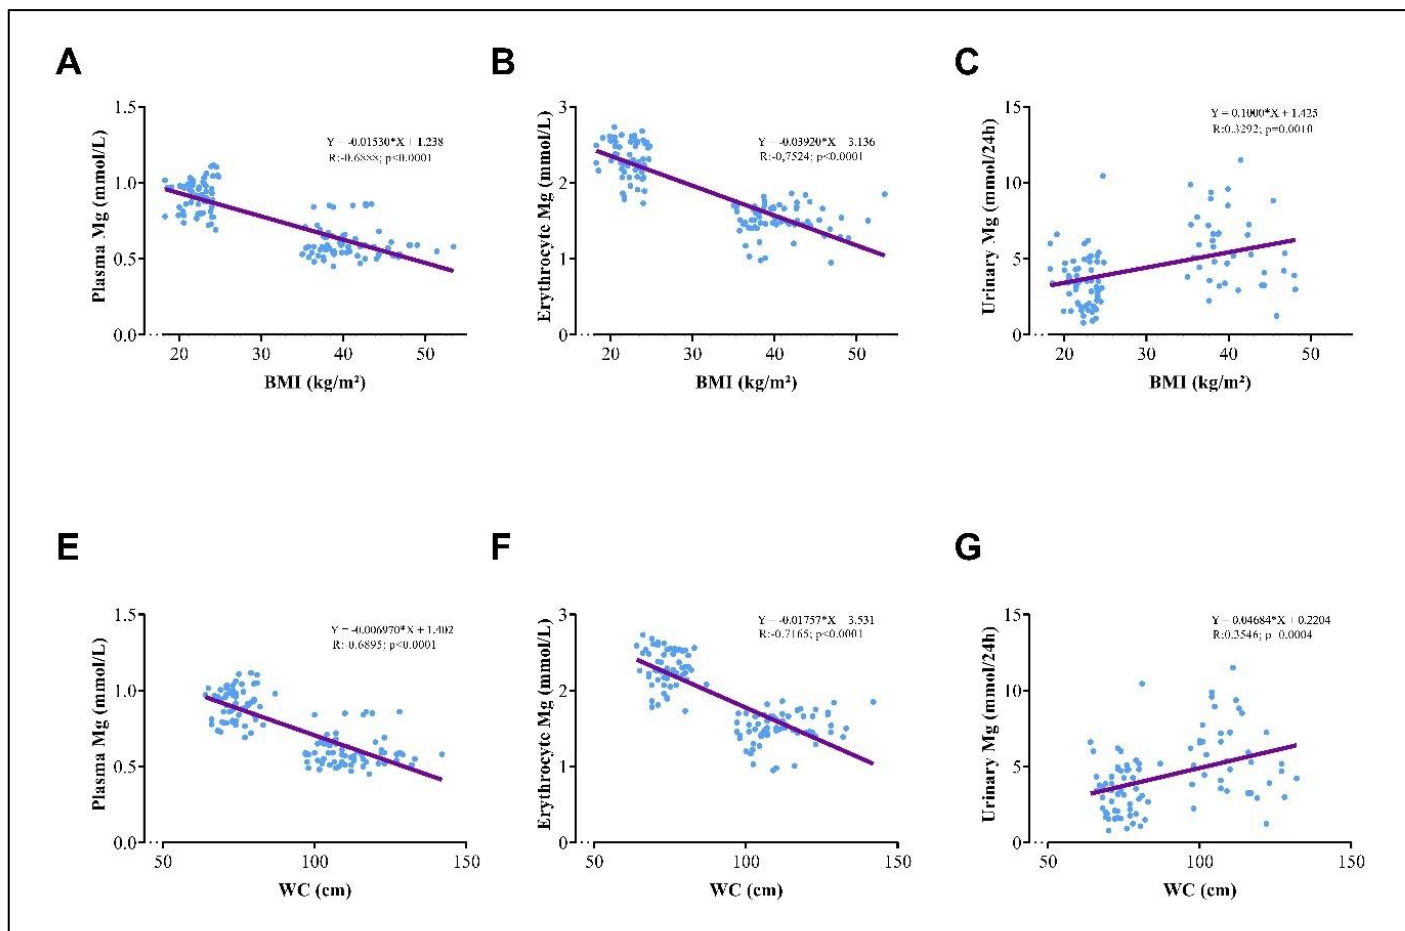 A
B
C
1.5
1.0
0.5
0.0
Plasma Mg (mmol/L)
Y = -0.01530*X + 1.238
R:-0.6888; p<0.0001
20 30 40 50
BMI (kg/m²)
3
2
1
0
Erythrocyte Mg (mmol/L)
Y = -0.03920*X 3.136
R:-0,7524; p<0.0001
20 30 40 50
BMI (kg/m²)
15
10
5
0
Urinary Mg (mmol/24h)
Y = 0.1000*X + 1.425
R:0.3292; p=0.0010
20 30 40 50
BMI (kg/m²)
E
F
G
1.5
1.0
0.5
0.0
Plasma Mg (mmol/L)
Y = -0.006970*X + 1.402
R:-0.6895; p<0.0001
50 100 150
WC (cm)
3
2
1
0
Erythrocyte Mg (mmol/L)
Y = -0.01757*X 3.531
R:-0.7165; p<0.0001
50 100 150
WC (cm)
15
10
5
0
Urinary Mg (mmol/24h)
Y = 0.04684*X + 0.2204
R:0.3546; p 0.0004
50 100 150
WC (cm)